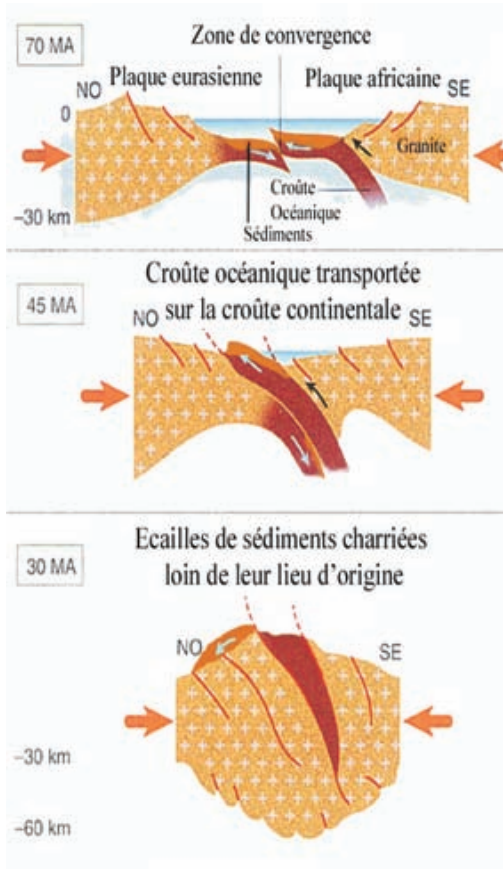 70 MA
Zone de convergence
Plaque eurasienne
Plaque africaine
NO
SE
0
Granite
Croûte
Océanique
Sédiments
–30 km
45 MA
Croûte océanique transportée
sur la croûte continentale
NO
SE
30 MA
Ecailles de sédiments charriées
loin de leur lieu d'origine
NO
SE
–30 km
–60 km